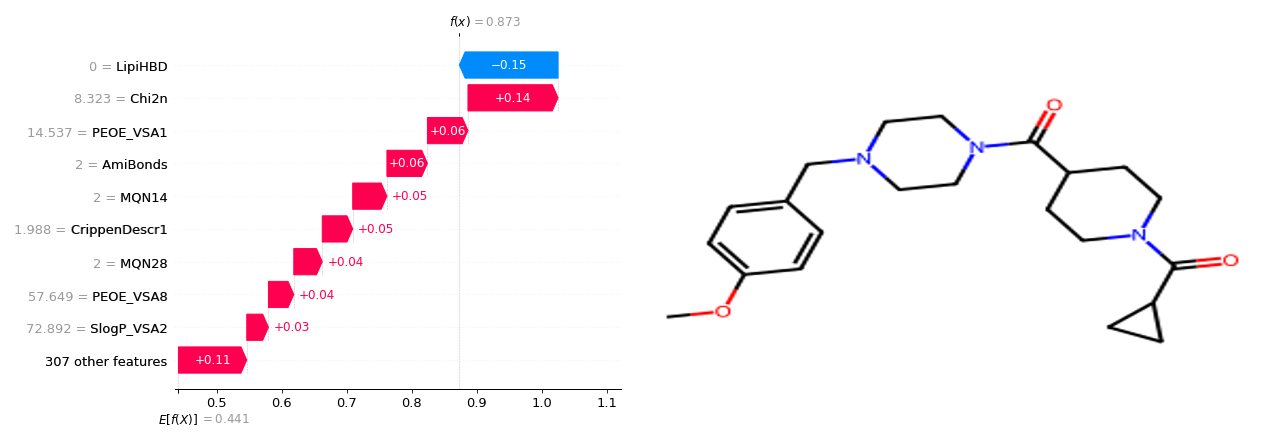 f(x) = 0.873
0 = LipiHBD
−0.15
8.323 = Chi2n
+0.14
14.537 = PEOE_VSA1
+0.06
2 = AmiBonds
+0.06
2 = MQN14
+0.05
1.988 = CrippenDescr1
+0.05
2 = MQN28
+0.04
57.649 = PEOE_VSA8
+0.04
72.892 = SlogP_VSA2
+0.03
307 other features
+0.11
0.5 0.6 0.7 0.8 0.9 1.0 1.1
E[f(X)] = 0.441
O
N
N
N
O
O